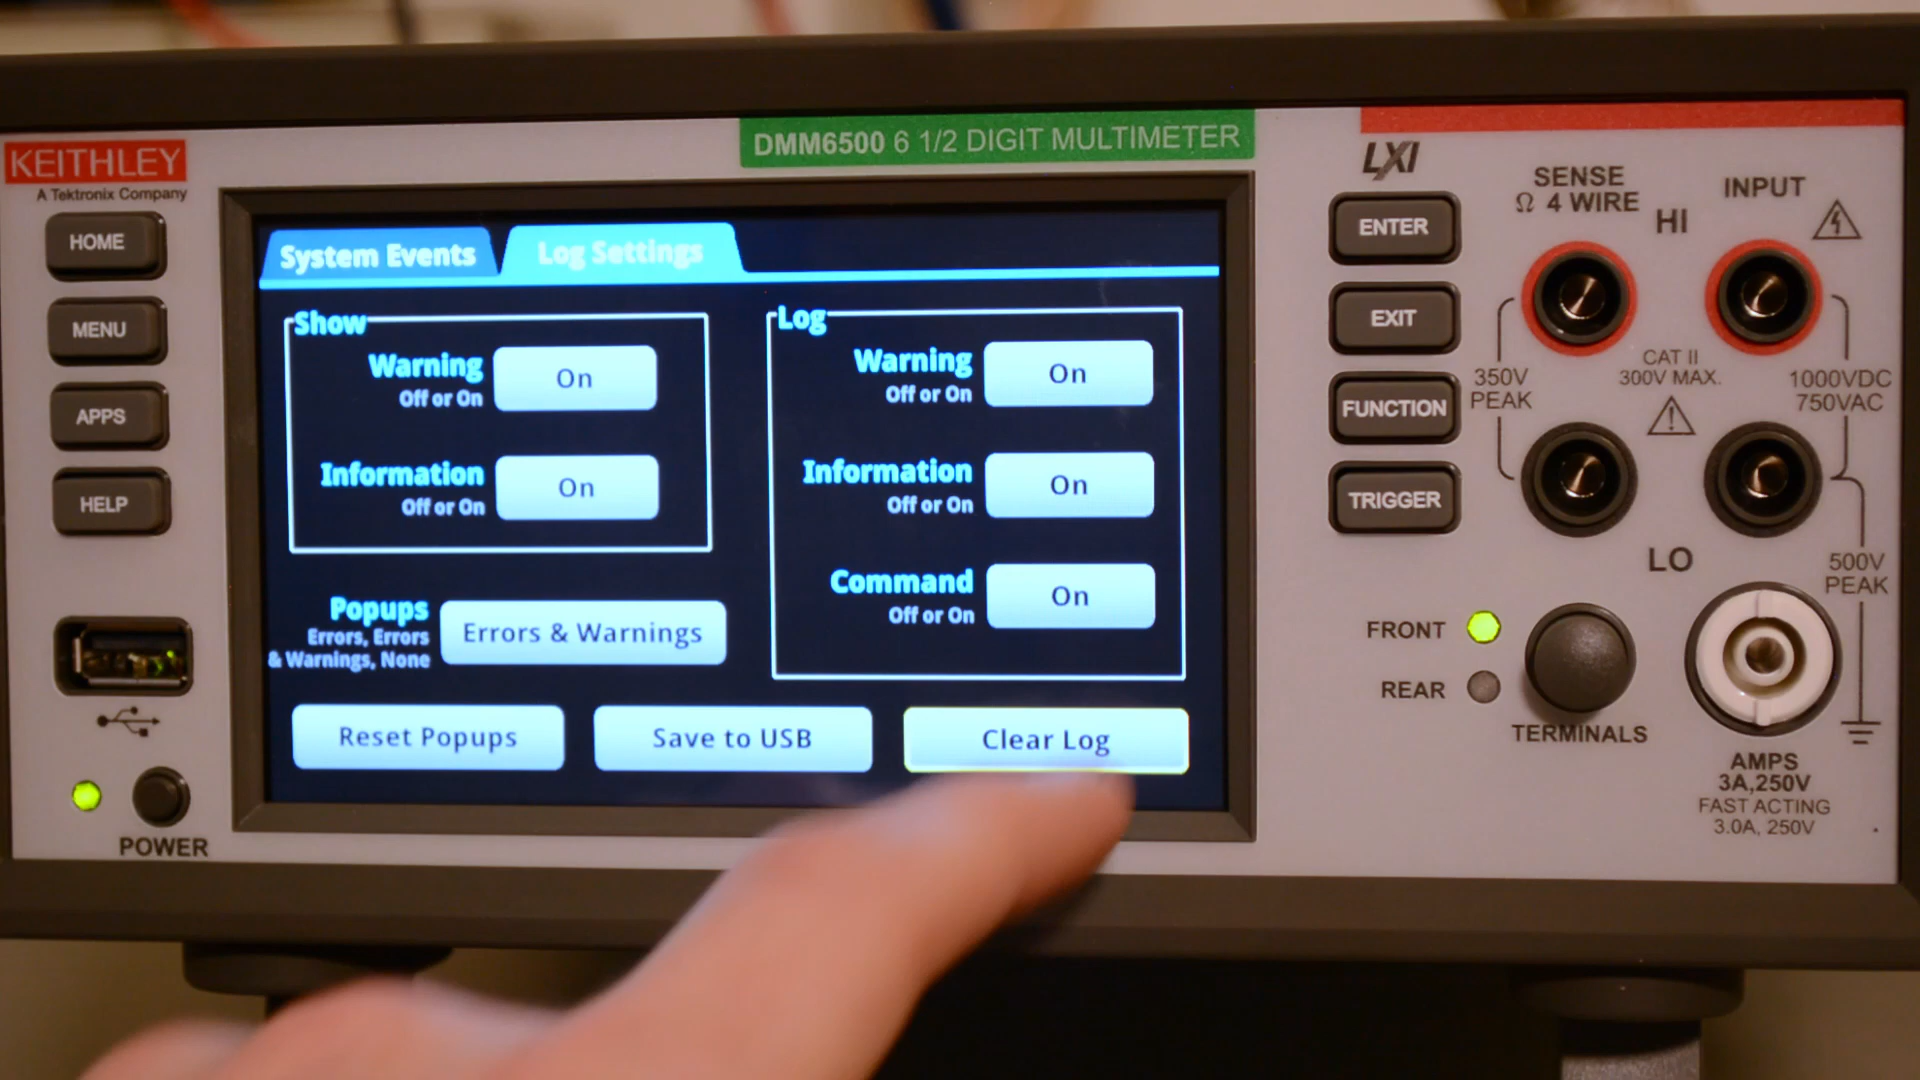 KEITHLEY
A Tektronix Company
DMM6500 6 1/2 DIGIT MULTIMETER
LXI
HOME
MENU
APPS
HELP
POWER
System Events
Log Settings
Show
Warning
Off or On
On
Information
Off or On
On
Popups
Errors, Errors
& Warnings, None
Errors & Warnings
Log
Warning
Off or On
On
Information
Off or On
On
Command
Off or On
On
Reset Popups
Save to USB
Clear Log
ENTER
EXIT
FUNCTION
TRIGGER
SENSE
Ω 4 WIRE
HI
INPUT
350V
PEAK
CAT II
300V MAX.
1000VDC
750VAC
LO
500V
PEAK
FRONT
REAR
TERMINALS
AMPS
3A,250V
FAST ACTING
3.0A, 250V